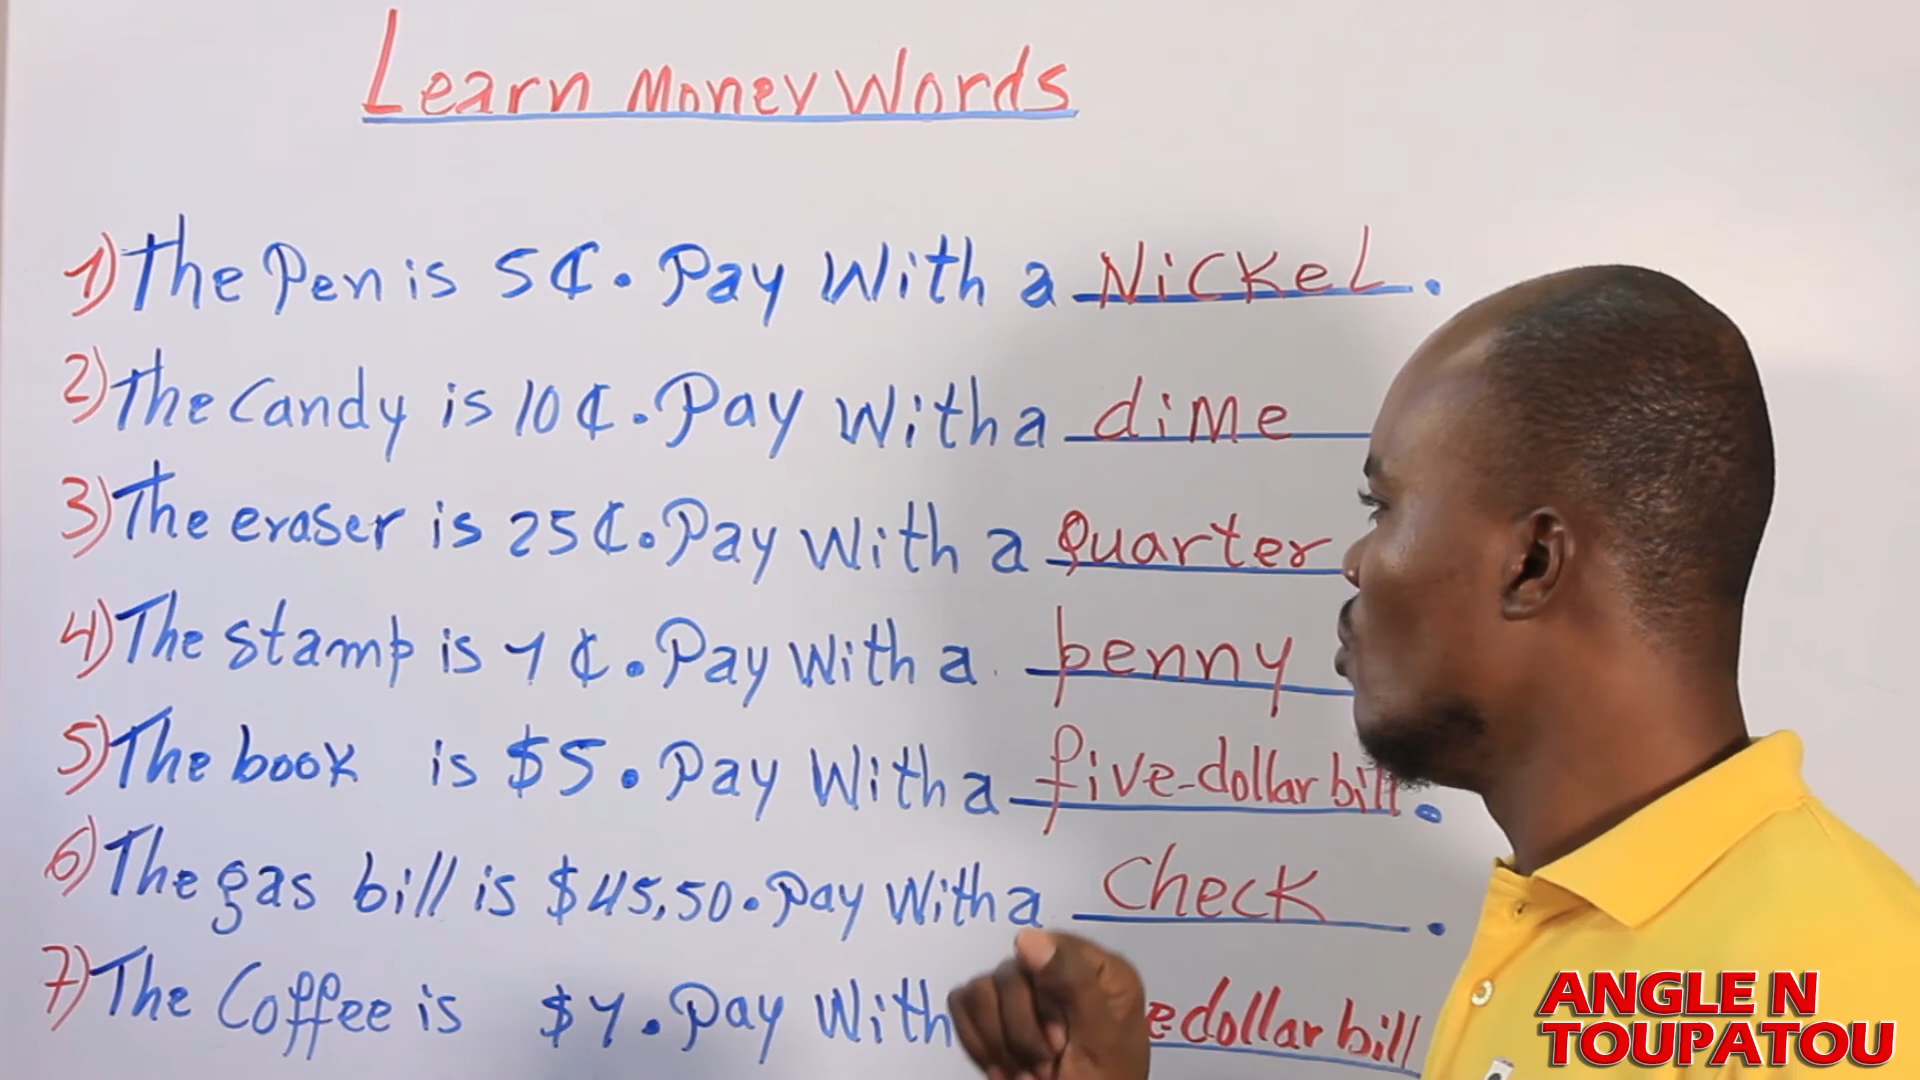 Learn Money Words
1) The Pen is 5¢. Pay With a Nickel.
2) The Candy is 10¢. Pay With a dime
3) The eraser is 25¢. Pay With a Quarter
4) The stamp is 1¢. Pay With a penny
5) The book is $5. Pay With a five-dollar bill.
6) The gas bill is $45,50. Pay With a Check.
7) The Coffee is $1. Pay With dollar bill
ANGLE N
TOUPATOU